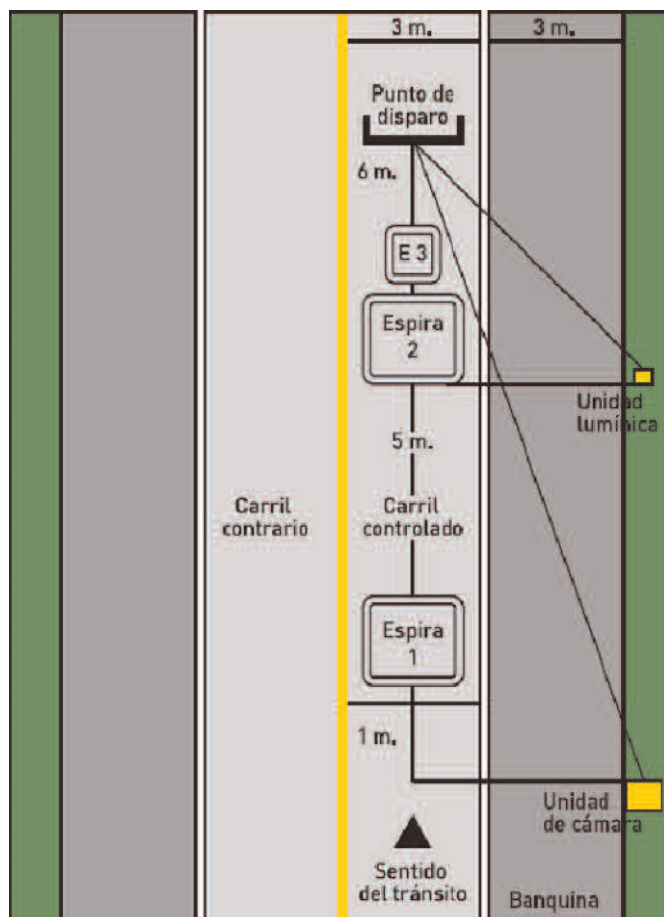 3 m.
3 m.
Punto de
disparo
6 m.
E 3
Espira
2
Unidad
lumínica
5 m.
Carril
contrario
Carril
controlado
Espira
1
1 m.
Unidad
de cámara
Sentido
del tránsito
Banquina